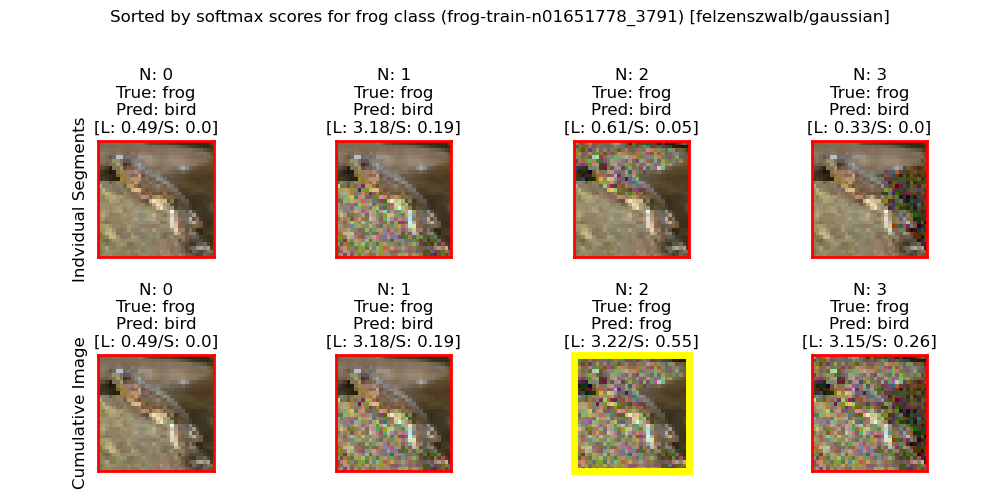 Sorted by softmax scores for frog class (frog-train-n01651778_3791) [felzenszwalb/gaussian]
Indvidual Segments
N: 0
True: frog
Pred: bird
[L: 0.49/S: 0.0]
N: 1
True: frog
Pred: bird
[L: 3.18/S: 0.19]
N: 2
True: frog
Pred: bird
[L: 0.61/S: 0.05]
N: 3
True: frog
Pred: bird
[L: 0.33/S: 0.0]
Cumulative Image
N: 0
True: frog
Pred: bird
[L: 0.49/S: 0.0]
N: 1
True: frog
Pred: bird
[L: 3.18/S: 0.19]
N: 2
True: frog
Pred: frog
[L: 3.22/S: 0.55]
N: 3
True: frog
Pred: bird
[L: 3.15/S: 0.26]